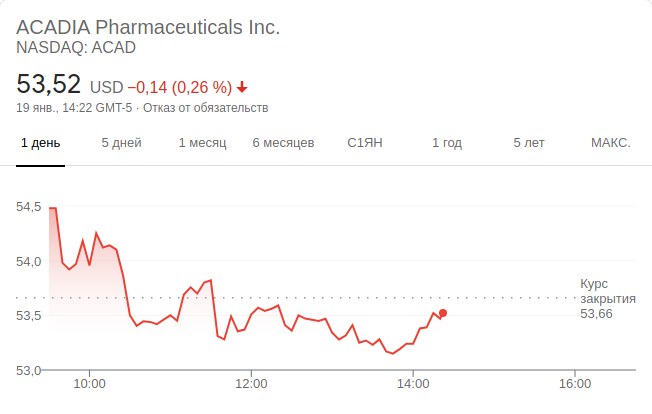 ACADIA Pharmaceuticals Inc.
NASDAQ: ACAD
53,52 USD −0,14 (0,26 %)
19 янв., 14:22 GMT-5 · Отказ от обязательств
1 день 5 дней 1 месяц 6 месяцев С1ЯН 1 год 5 лет МАКС.
54,5
54,0
Курс
закрытия
53,66
53,5
53,0
10:00 12:00 14:00 16:00